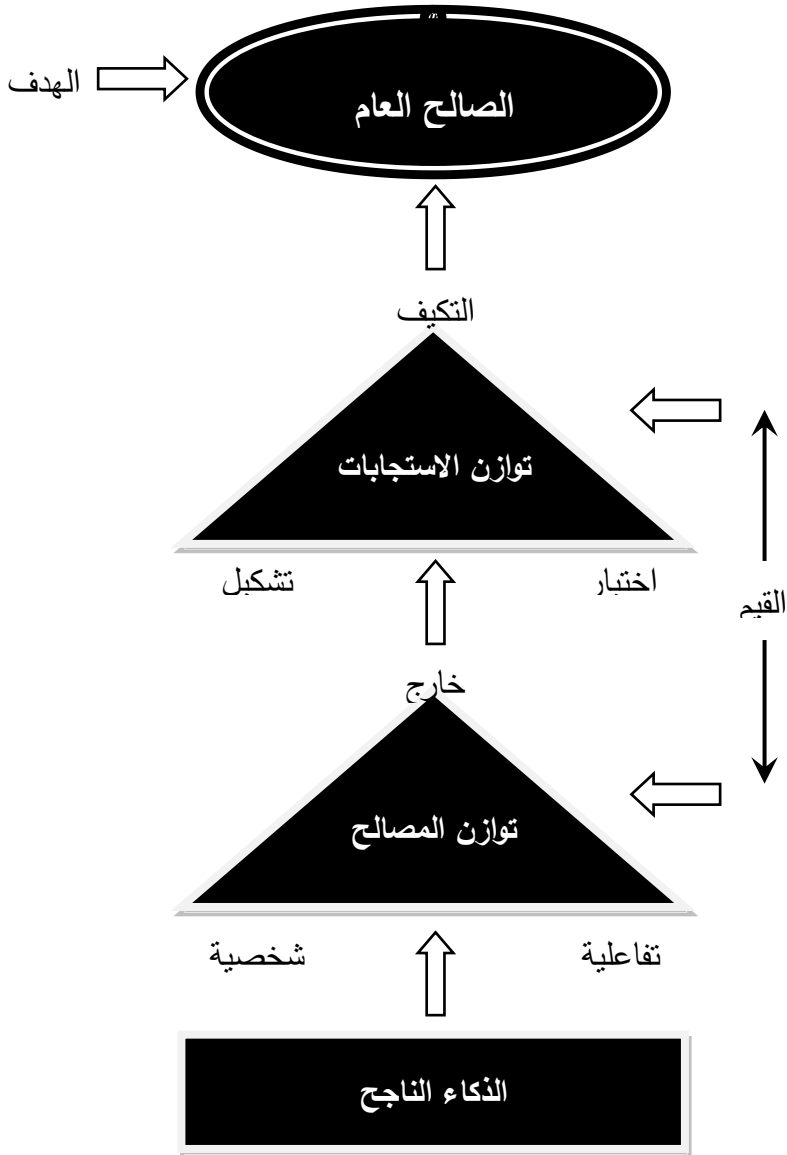 الهدف
الصالح العام
التكيف
توازن الاستجابات
اختيار
تشكيل
القيم
خارج
توازن المصالح
تفاعلية
شخصية
الذكاء الناجح